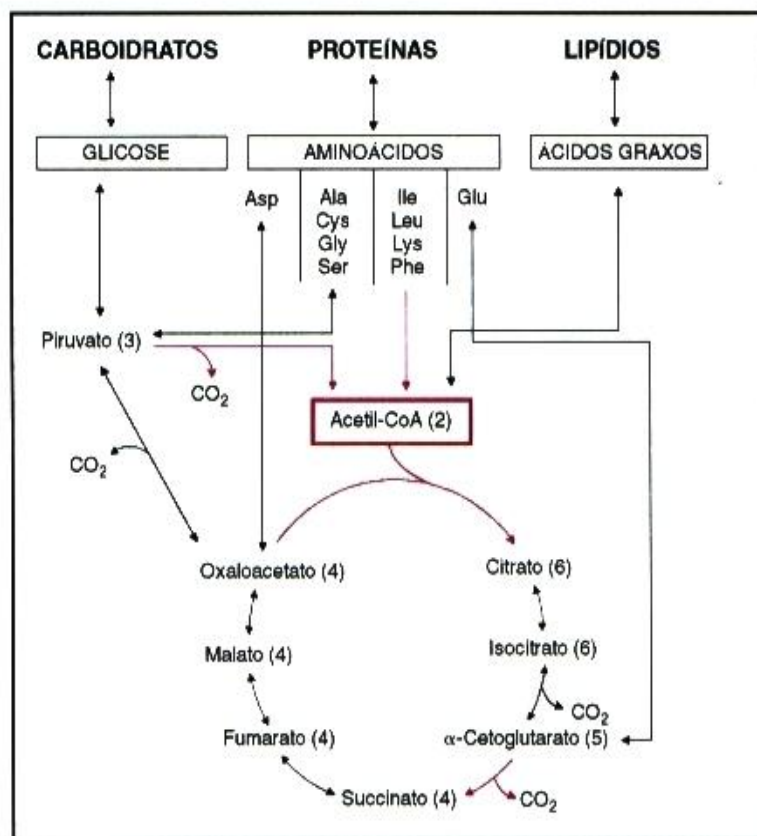 CARBOIDRATOS PROTEÍNAS LIPÍDIOS
GLICOSE AMINOÁCIDOS ÁCIDOS GRAXOS
Asp Ala Ile Glu
Cys Leu
Gly Lys
Ser Phe
Piruvato (3)
CO₂
Acetil-CoA (2)
CO₂
Oxaloacetato (4) Citrato (6)
Malato (4) Isocitrato (6)
CO₂
Fumarato (4) α-Cetoglutarato (5)
Succinato (4) CO₂